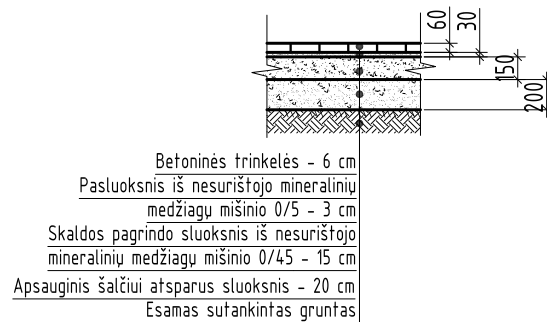 60
30
150
200
Betoninės trinkelės - 6 cm
Pasluoksnis iš nesurištojo mineralinių
medžiagų mišinio 0/5 - 3 cm
Skaldos pagrindo sluoksnis iš nesurištojo
mineralinių medžiagų mišinio 0/45 - 15 cm
Apsauginis šalčiui atsparus sluoksnis - 20 cm
Esamas sutankintas gruntas